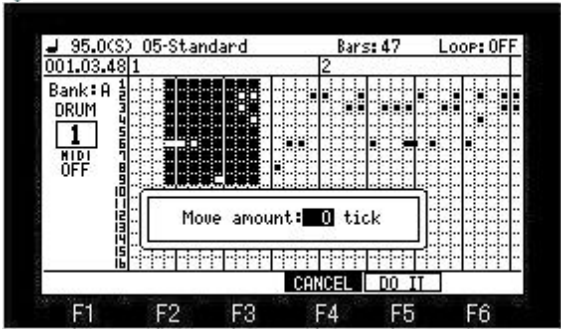 ♩ 95.0(S) 05-Standard Bars:47 Loop:OFF
001.03.48 1 2
Bank:A
DRUM
1
MIDI
OFF
1
2
3
4
5
6
7
8
9
10
11
12
13
14
15
16
Move amount: 0 tick
CANCEL DO IT
F1 F2 F3 F4 F5 F6